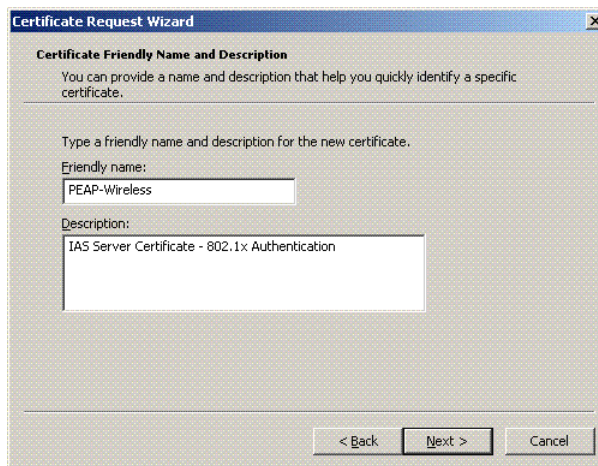 Certificate Request Wizard
Certificate Friendly Name and Description
You can provide a name and description that help you quickly identify a specific
certificate.
Type a friendly name and description for the new certificate.
Friendly name:
PEAP-Wireless
Description:
IAS Server Certificate - 802.1x Authentication
< Back Next > Cancel